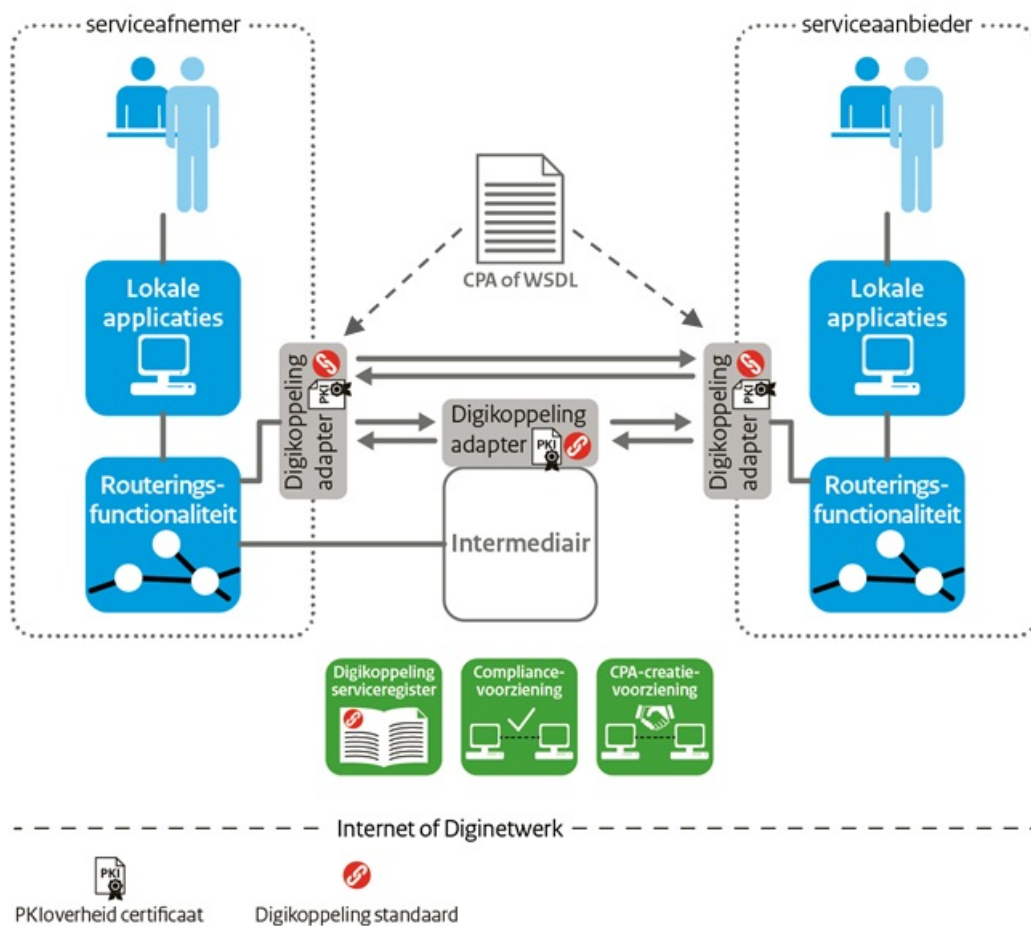 serviceafnemer
serviceaanbieder
CPA of WSDL
Lokale
applicaties
Lokale
applicaties
Digikoppeling
adapter
PKI
Digikoppeling
adapter
PKI
Digikoppeling
adapter
PKI
Routerings-
functionaliteit
Intermediair
Routerings-
functionaliteit
Digikoppeling
serviceregister
Compliance-
voorziening
CPA-creatie-
voorziening
Internet of Diginetwerk
PKI
PKIoverheid certificaat
Digikoppeling standaard